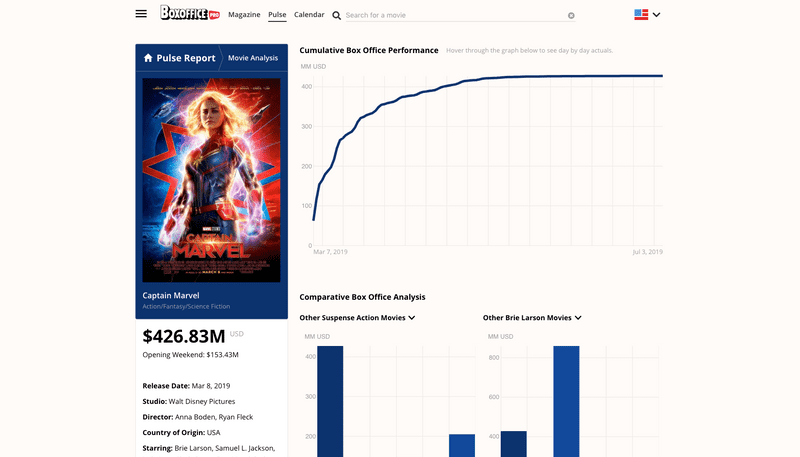 BOXOFFICE PRO
Magazine Pulse Calendar Search for a movie
Pulse Report Movie Analysis
MARVEL STUDIOS
CAPTAIN
MARVEL
Captain Marvel
Action/Fantasy/Science Fiction
$426.83M USD
Opening Weekend: $153.43M
Release Date: Mar 8, 2019
Studio: Walt Disney Pictures
Director: Anna Boden, Ryan Fleck
Country of Origin: USA
Starring: Brie Larson, Samuel L. Jackson,
Cumulative Box Office Performance Hover through the graph below to see day by day actuals.
MM USD
400
300
200
100
0
Mar 7, 2019 Jul 3, 2019
Comparative Box Office Analysis
Other Suspense Action Movies
MM USD
400
300
200
Other Brie Larson Movies
MM USD
800
600
400